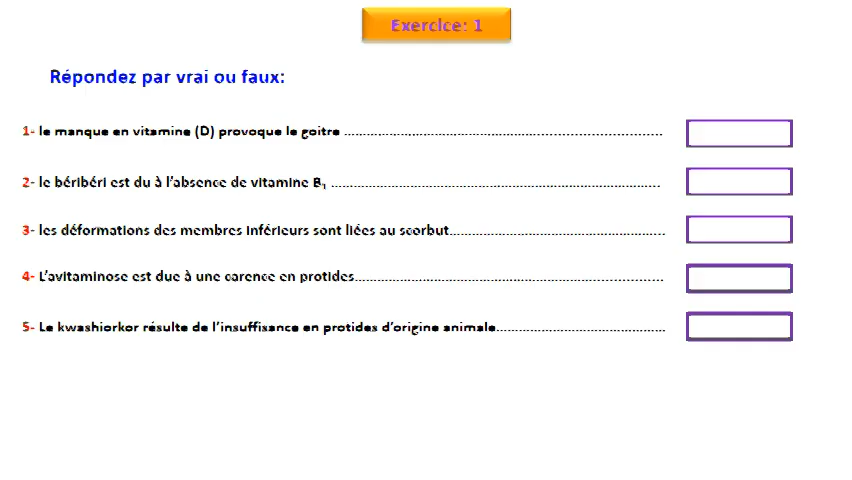 Exercice: 1
Répondez par vrai ou faux:
1- le manque en vitamine (D) provoque le goitre ................................................................................
2- le béribéri est du à l'absence de vitamine B₁ ................................................................................
3- les déformations des membres inférieurs sont liées au scorbut......................................................
4- L'avitaminose est due à une carence en protides.............................................................................
5- Le kwashiorkor résulte de l'insuffisance en protides d'origine animale...........................................